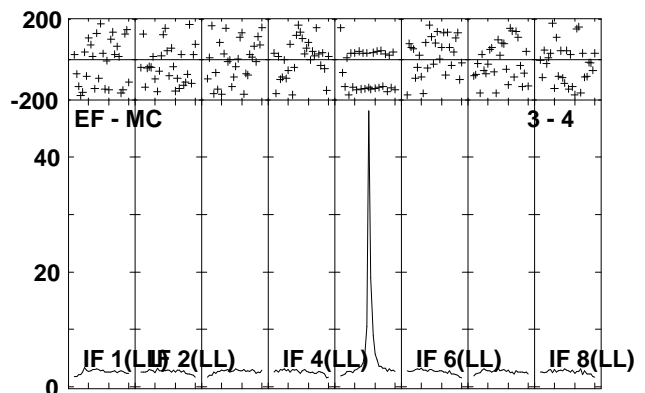 200
-200
EF - MC 3 - 4
40
20
IF 1(LL) IF 2(LL) IF 4(LL) IF 6(LL) IF 8(LL)
0